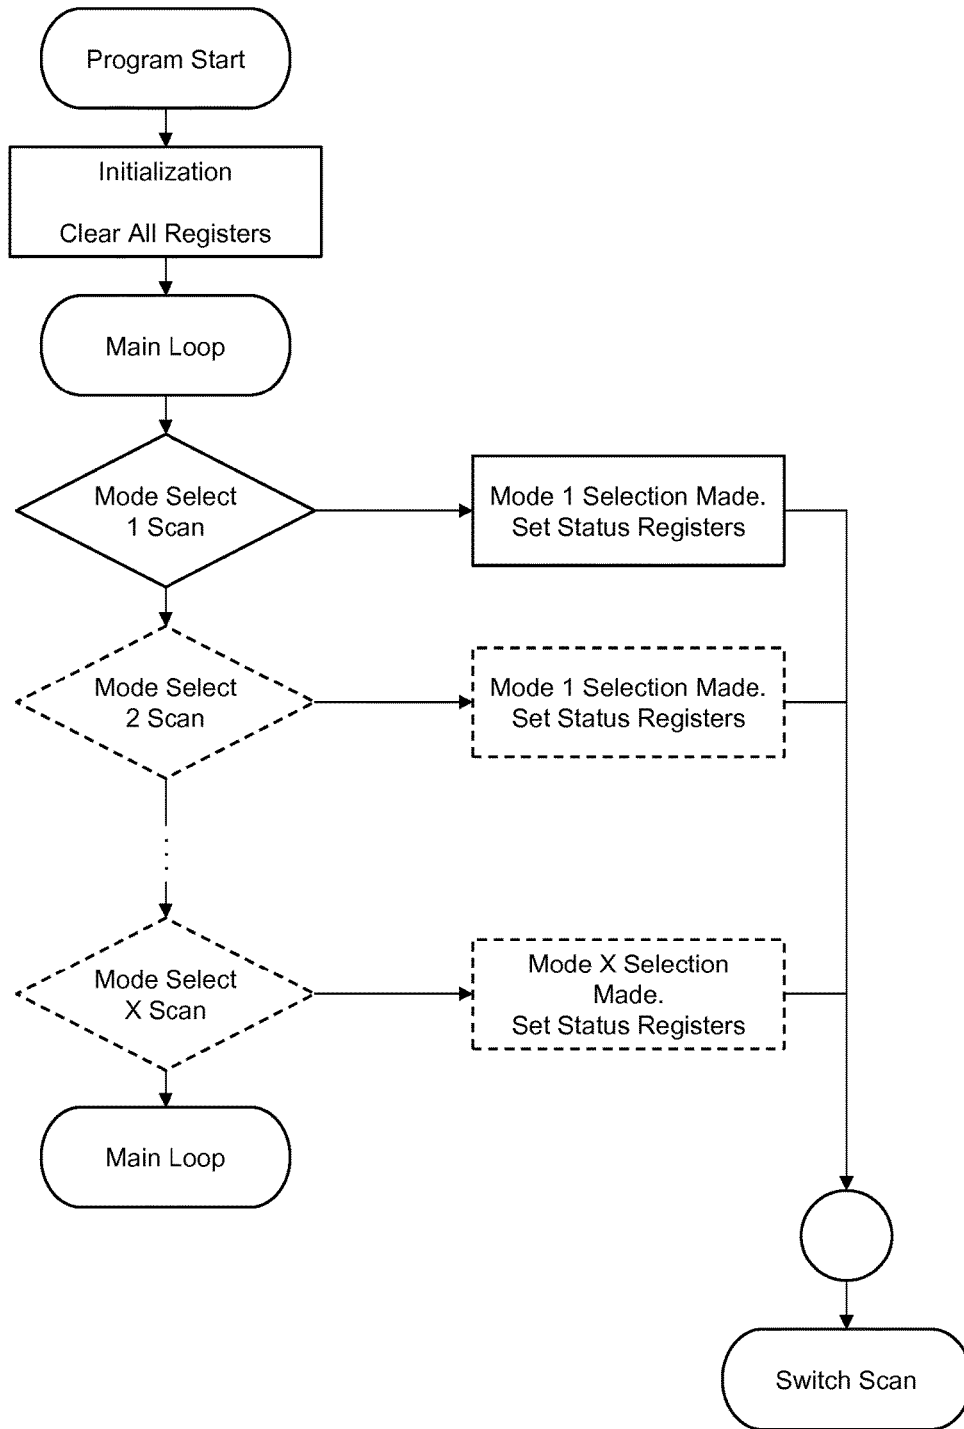 Program Start
Initialization
Clear All Registers
Main Loop
Mode Select
1 Scan
Mode 1 Selection Made.
Set Status Registers
Mode Select
2 Scan
Mode 1 Selection Made.
Set Status Registers
Mode Select
X Scan
Mode X Selection
Made.
Set Status Registers
Main Loop
Switch Scan